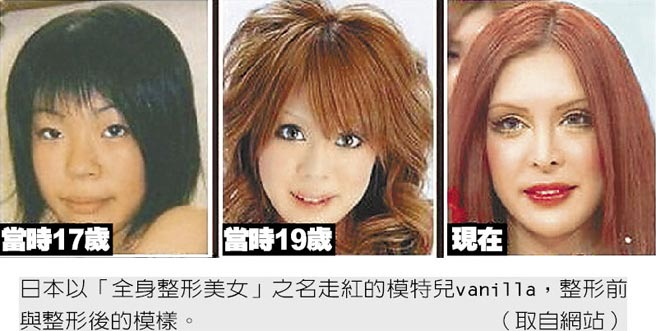 當時17歲
當時19歲
現在
日本以「全身整形美女」之名走紅的模特兒vanilla，整形前
與整形後的模樣。（取自網站）